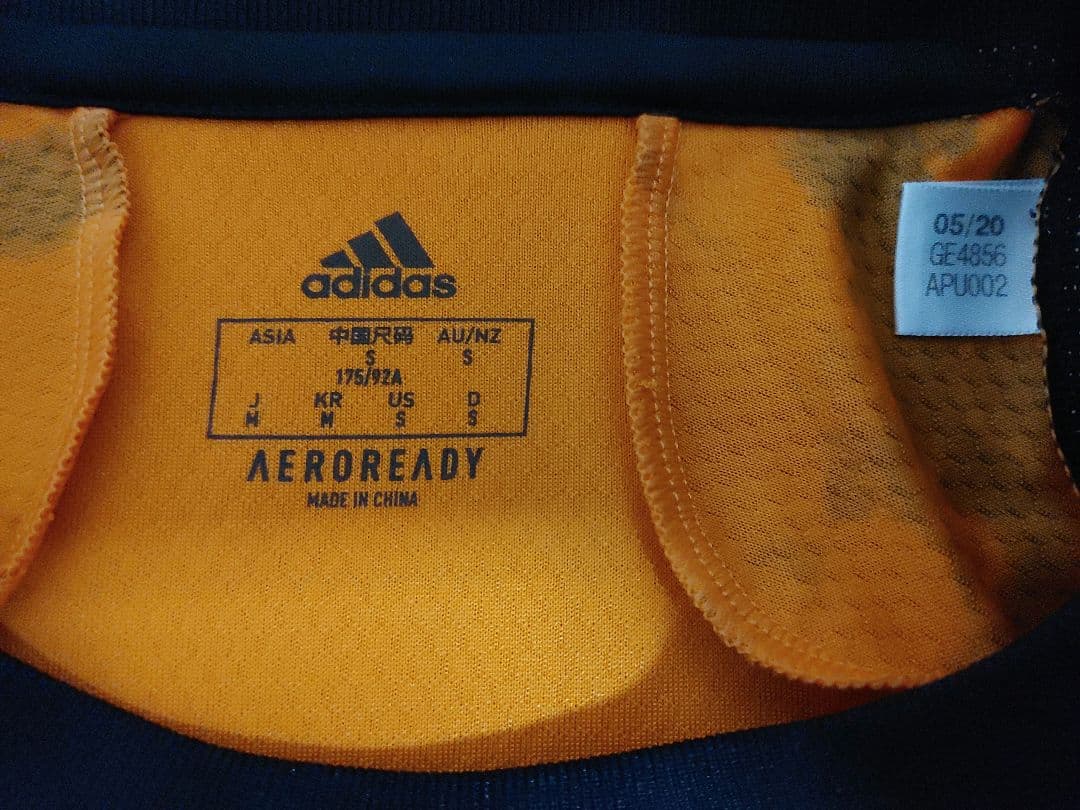 adidas
ASIA 中国尺码 AU/NZ
S S
175/92A
J KR US D
M M S S
AEROREADY
MADE IN CHINA
05/20
GE4856
APU002